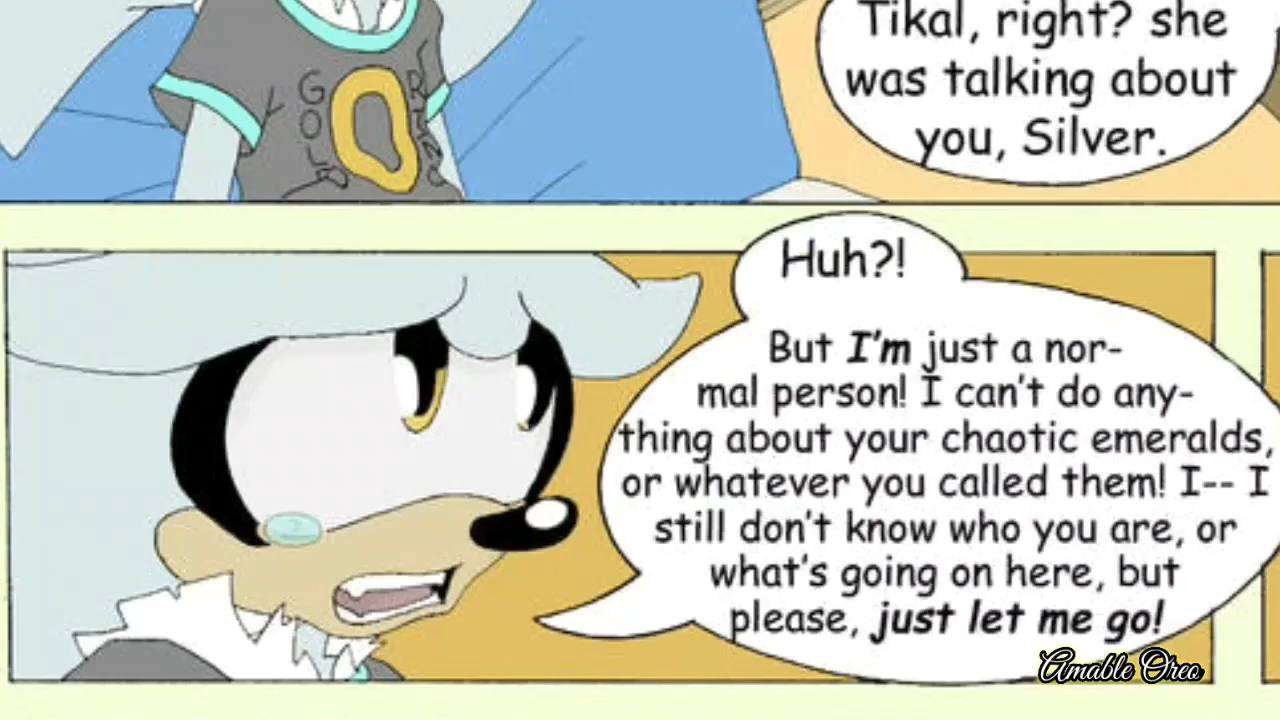 Tikal, right? she
was talking about
you, Silver.
GOLD
RING
Huh?!
But I'm just a nor-
mal person! I can't do any-
thing about your chaotic emeralds,
or whatever you called them! I-- I
still don't know who you are, or
what's going on here, but
please, just let me go!
Amable Oreo